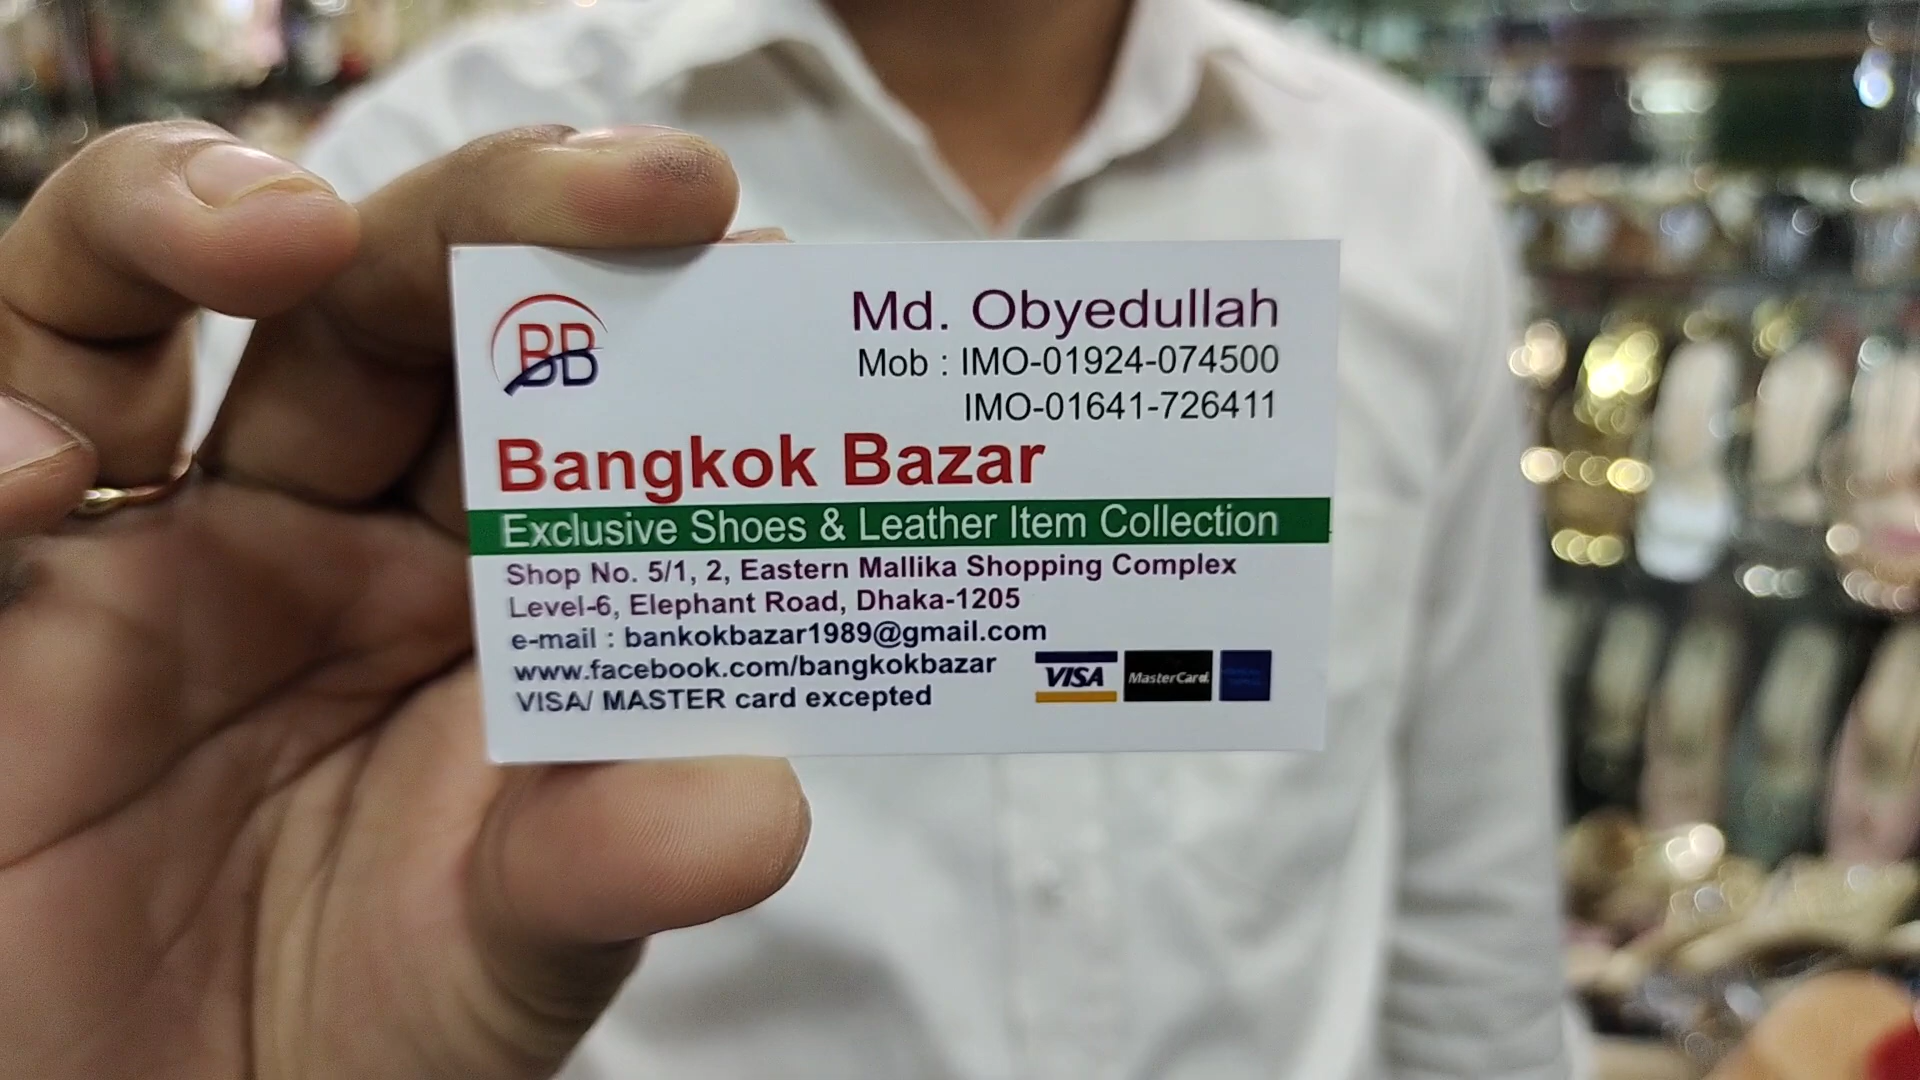 BB
Md. Obyedullah
Mob : IMO-01924-074500
IMO-01641-726411
Bangkok Bazar
Exclusive Shoes & Leather Item Collection
Shop No. 5/1, 2, Eastern Mallika Shopping Complex
Level-6, Elephant Road, Dhaka-1205
e-mail : bankokbazar1989@gmail.com
www.facebook.com/bangkokbazar
VISA/ MASTER card excepted
VISA MasterCard